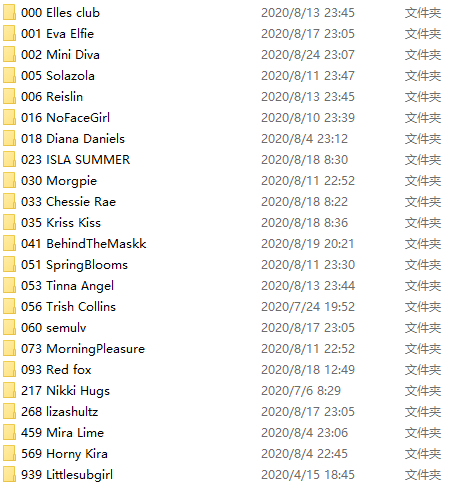 000 Elles club 2020/8/13 23:45 文件夹
001 Eva Elfie 2020/8/17 23:05 文件夹
002 Mini Diva 2020/8/24 23:07 文件夹
005 Solazola 2020/8/11 23:47 文件夹
006 Reislin 2020/8/13 23:45 文件夹
016 NoFaceGirl 2020/8/10 23:39 文件夹
018 Diana Daniels 2020/8/4 23:12 文件夹
023 ISLA SUMMER 2020/8/18 8:30 文件夹
030 Morgpie 2020/8/11 22:52 文件夹
033 Chessie Rae 2020/8/18 8:22 文件夹
035 Kriss Kiss 2020/8/18 8:36 文件夹
041 BehindTheMaskk 2020/8/19 20:21 文件夹
051 SpringBlooms 2020/8/11 23:30 文件夹
053 Tinna Angel 2020/8/13 23:44 文件夹
056 Trish Collins 2020/7/24 19:52 文件夹
060 semulv 2020/8/17 23:05 文件夹
073 MorningPleasure 2020/8/11 22:52 文件夹
093 Red fox 2020/8/18 12:49 文件夹
217 Nikki Hugs 2020/7/6 8:29 文件夹
268 lizashultz 2020/8/17 23:05 文件夹
459 Mira Lime 2020/8/4 23:06 文件夹
569 Horny Kira 2020/8/4 22:45 文件夹
939 Littlesubgirl 2020/4/15 18:45 文件夹